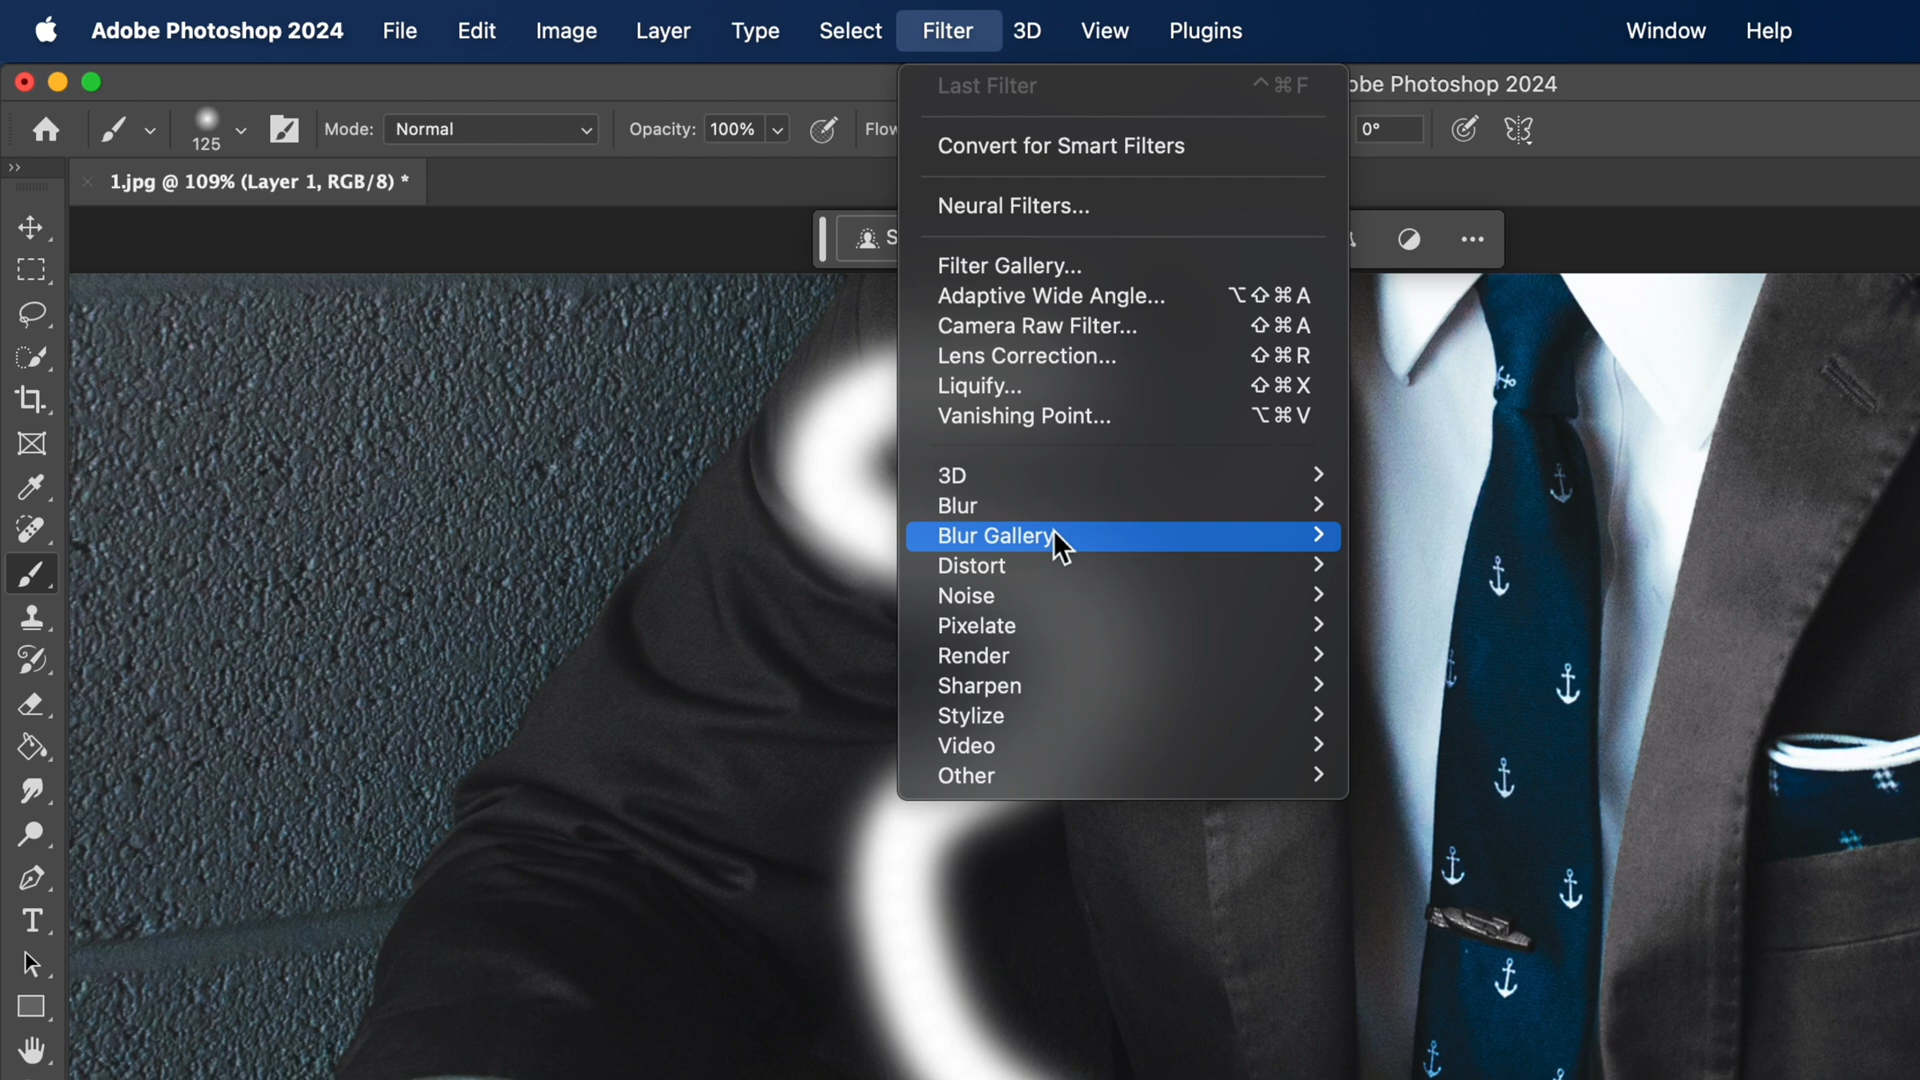 Adobe Photoshop 2024 File Edit Image Layer Type Select Filter 3D View Plugins Window Help
obe Photoshop 2024
125 Mode: Normal Opacity: 100% Flow 0°
1.jpg @ 109% (Layer 1, RGB/8) *
S
Last Filter ^⌘F
Convert for Smart Filters
Neural Filters...
Filter Gallery...
Adaptive Wide Angle... ⌥⇧⌘A
Camera Raw Filter... ⇧⌘A
Lens Correction... ⇧⌘R
Liquify... ⇧⌘X
Vanishing Point... ⌥⌘V
3D
Blur
Blur Gallery
Distort
Noise
Pixelate
Render
Sharpen
Stylize
Video
Other